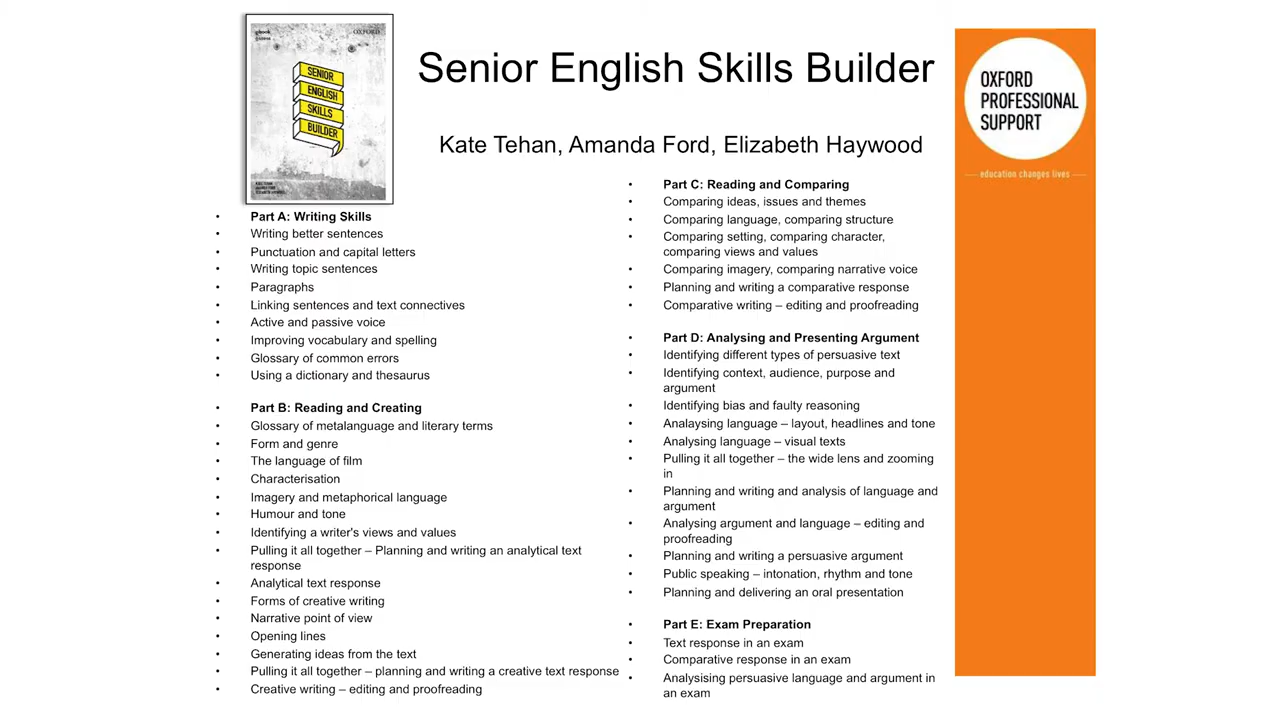 OXFORD
SENIOR
ENGLISH
SKILLS
BUILDER
Senior English Skills Builder
Kate Tehan, Amanda Ford, Elizabeth Haywood
OXFORD
PROFESSIONAL
SUPPORT
education changes lives
• Part A: Writing Skills
• Writing better sentences
• Punctuation and capital letters
• Writing topic sentences
• Paragraphs
• Linking sentences and text connectives
• Active and passive voice
• Improving vocabulary and spelling
• Glossary of common errors
• Using a dictionary and thesaurus
• Part B: Reading and Creating
• Glossary of metalanguage and literary terms
• Form and genre
• The language of film
• Characterisation
• Imagery and metaphorical language
• Humour and tone
• Identifying a writer's views and values
• Pulling it all together – Planning and writing an analytical text
response
• Analytical text response
• Forms of creative writing
• Narrative point of view
• Opening lines
• Generating ideas from the text
• Pulling it all together – planning and writing a creative text response
• Creative writing – editing and proofreading
• Part C: Reading and Comparing
• Comparing ideas, issues and themes
• Comparing language, comparing structure
• Comparing setting, comparing character,
comparing views and values
• Comparing imagery, comparing narrative voice
• Planning and writing a comparative response
• Comparative writing – editing and proofreading
• Part D: Analysing and Presenting Argument
• Identifying different types of persuasive text
• Identifying context, audience, purpose and
argument
• Identifying bias and faulty reasoning
• Analaysing language – layout, headlines and tone
• Analysing language – visual texts
• Pulling it all together – the wide lens and zooming
in
• Planning and writing and analysis of language and
argument
• Analysing argument and language – editing and
proofreading
• Planning and writing a persuasive argument
• Public speaking – intonation, rhythm and tone
• Planning and delivering an oral presentation
• Part E: Exam Preparation
• Text response in an exam
• Comparative response in an exam
• Analysising persuasive language and argument in
an exam